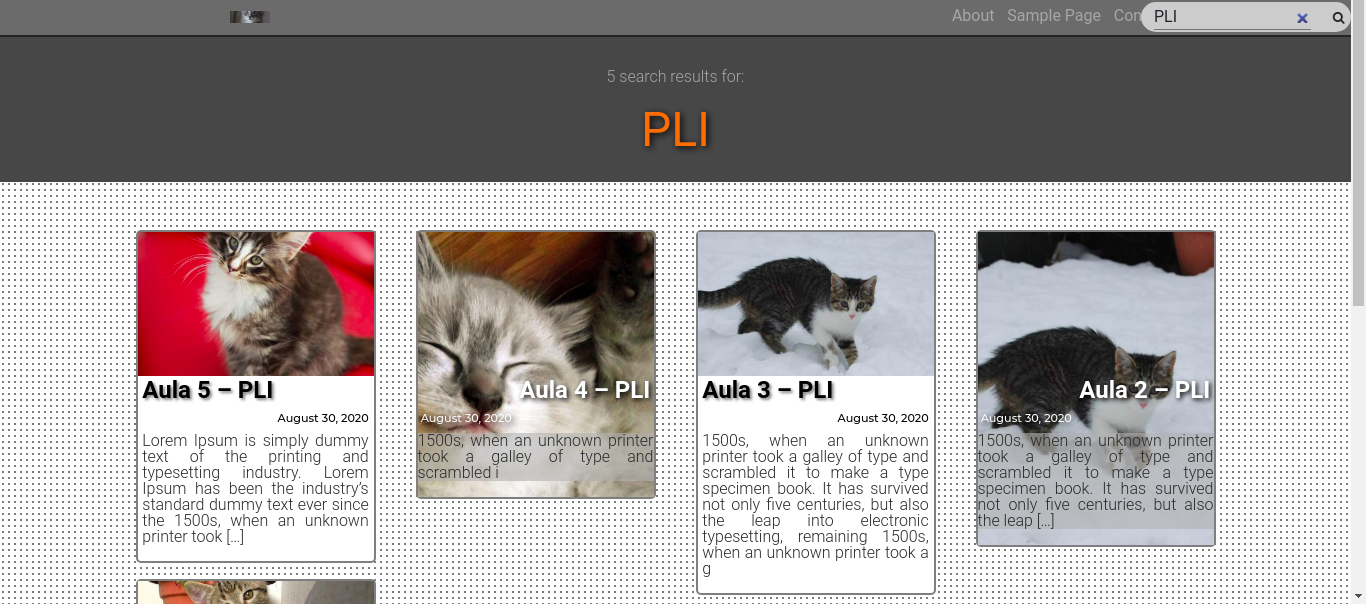 About Sample Page Con
PLI
5 search results for:
PLI
Aula 5 – PLI
August 30, 2020
Lorem Ipsum is simply dummy
text of the printing and
typesetting industry. Lorem
Ipsum has been the industry's
standard dummy text ever since
the 1500s, when an unknown
printer took [...]
Aula 4 – PLI
August 30, 2020
1500s, when an unknown printer
took a galley of type and
scrambled i
Aula 3 – PLI
August 30, 2020
1500s, when an unknown
printer took a galley of type and
scrambled it to make a type
specimen book. It has survived
not only five centuries, but also
the leap into electronic
typesetting, remaining 1500s,
when an unknown printer took a
g
Aula 2 – PLI
August 30, 2020
1500s, when an unknown printer
took a galley of type and
scrambled it to make a type
specimen book. It has survived
not only five centuries, but also
the leap [...]